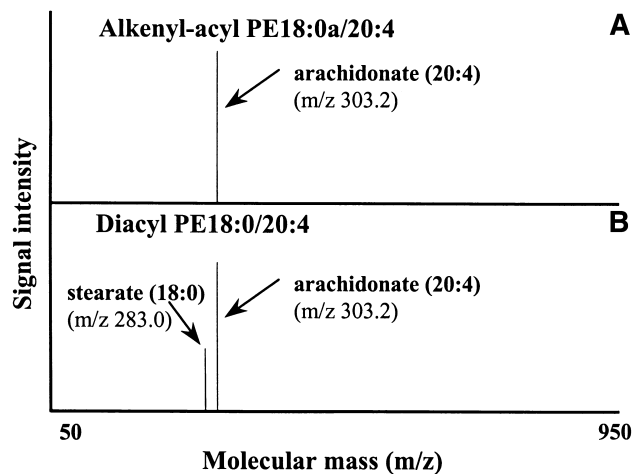 A
Alkenyl-acyl PE18:0a/20:4
arachidonate (20:4)
(m/z 303.2)
B
Diacyl PE18:0/20:4
stearate (18:0)
(m/z 283.0)
arachidonate (20:4)
(m/z 303.2)
Signal intensity
50
950
Molecular mass (m/z)